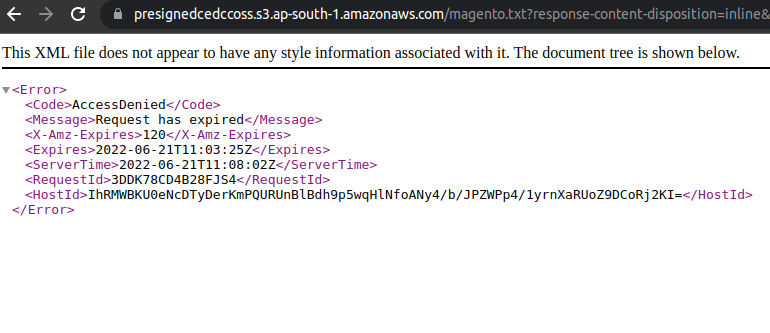 presignedcedccoss.s3.ap-south-1.amazonaws.com/magento.txt?response-content-disposition=inline&
This XML file does not appear to have any style information associated with it. The document tree is shown below.
<Error>
<Code>AccessDenied</Code>
<Message>Request has expired</Message>
<X-Amz-Expires>120</X-Amz-Expires>
<Expires>2022-06-21T11:03:25Z</Expires>
<ServerTime>2022-06-21T11:08:02Z</ServerTime>
<RequestId>3DDK78CD4B28FJS4</RequestId>
<HostId>IhRMWBKU0eNcDTyDerKmPQURUnBlBdh9p5wqHlNfoANy4/b/JPZWPp4/1yrnXaRUoZ9DCoRj2KI=</HostId>
</Error>